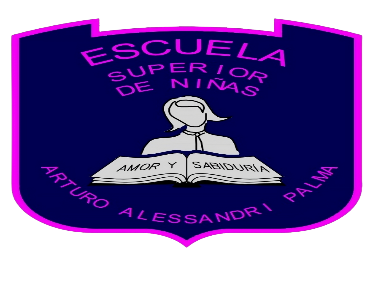 ESCUELA
SUPERIOR
DE NIÑAS
AMOR Y SABIDURÍA
ARTURO ALESSANDRI PALMA